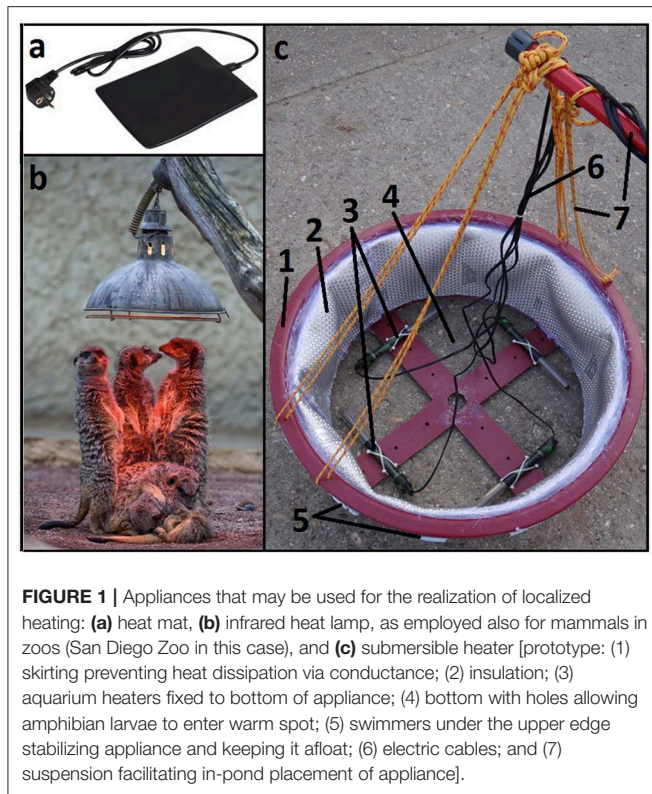 a
c
b
1
2
3
4
6
7
5
FIGURE 1 | Appliances that may be used for the realization of localized
heating: (a) heat mat, (b) infrared heat lamp, as employed also for mammals in
zoos (San Diego Zoo in this case), and (c) submersible heater [prototype: (1)
skirting preventing heat dissipation via conductance; (2) insulation; (3)
aquarium heaters fixed to bottom of appliance; (4) bottom with holes allowing
amphibian larvae to enter warm spot; (5) swimmers under the upper edge
stabilizing appliance and keeping it afloat; (6) electric cables; and (7)
suspension facilitating in-pond placement of appliance].